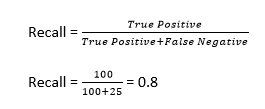 Recall = True Positive / True Positive+False Negative
Recall = 100 / 100+25 = 0.8